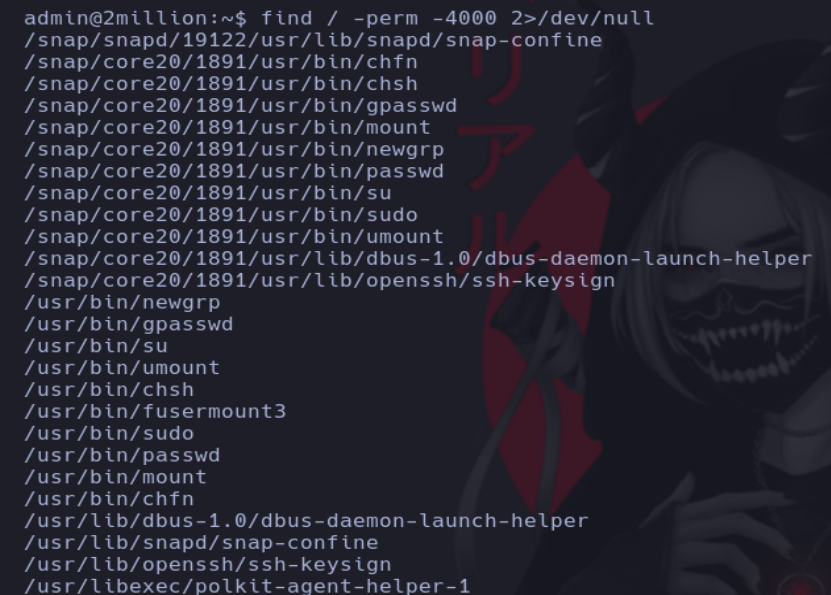 admin@2million:~$ find / -perm -4000 2>/dev/null
/snap/snapd/19122/usr/lib/snapd/snap-confine
/snap/core20/1891/usr/bin/chfn
/snap/core20/1891/usr/bin/chsh
/snap/core20/1891/usr/bin/gpasswd
/snap/core20/1891/usr/bin/mount
/snap/core20/1891/usr/bin/newgrp
/snap/core20/1891/usr/bin/passwd
/snap/core20/1891/usr/bin/su
/snap/core20/1891/usr/bin/sudo
/snap/core20/1891/usr/bin/umount
/snap/core20/1891/usr/lib/dbus-1.0/dbus-daemon-launch-helper
/snap/core20/1891/usr/lib/openssh/ssh-keysign
/usr/bin/newgrp
/usr/bin/gpasswd
/usr/bin/su
/usr/bin/umount
/usr/bin/chsh
/usr/bin/fusermount3
/usr/bin/sudo
/usr/bin/passwd
/usr/bin/mount
/usr/bin/chfn
/usr/lib/dbus-1.0/dbus-daemon-launch-helper
/usr/lib/snapd/snap-confine
/usr/lib/openssh/ssh-keysign
/usr/libexec/polkit-agent-helper-1
リアル